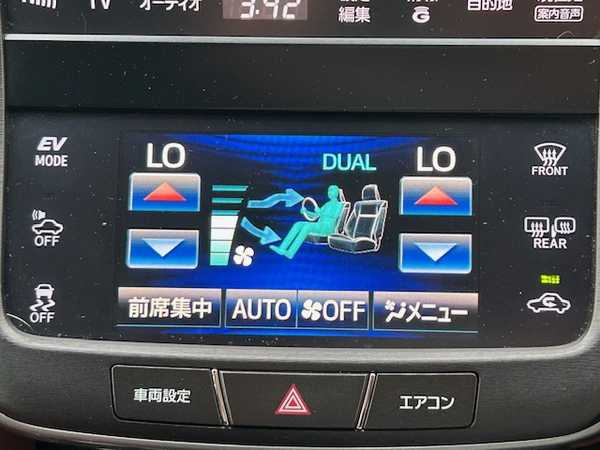 TV オーディオ 3:42 編集 G 目的地 案内音声
EV MODE
LO
DUAL
LO
FRONT
OFF
REAR
OFF
前席集中 AUTO OFF メニュー
車両設定 エアコン